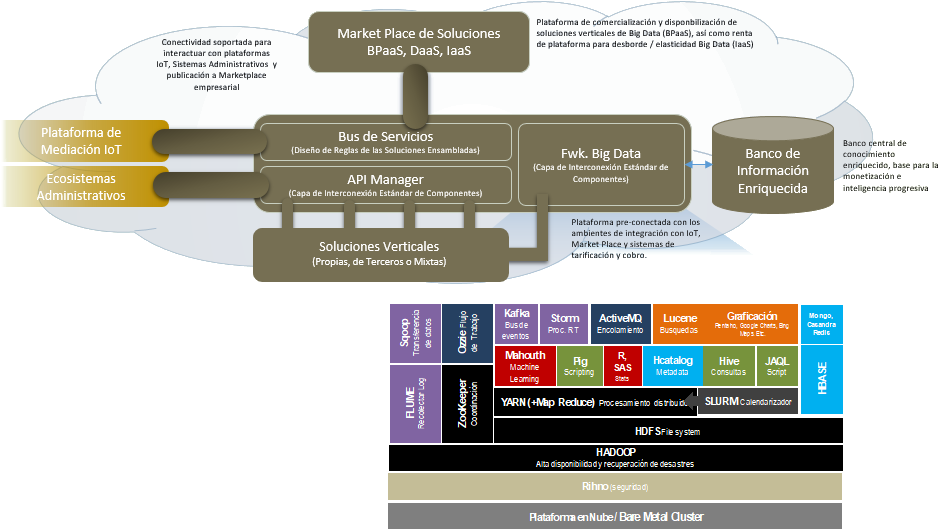 Market Place de Soluciones
BPaaS, DaaS, IaaS
Plataforma de comercialización y disponbilización de
soluciones verticales de Big Data (BPaaS), así como renta
de plataforma para desborde / elasticidad Big Data (IaaS)
Conectividad soportada para
interactuar con plataformas
IoT, Sistemas Administrativos y
publicación a Marketplace
empresarial
Plataforma de
Mediación IoT
Ecosistemas
Administrativos
Bus de Servicios
(Diseño de Reglas de las Soluciones Ensambladas)
API Manager
(Capa de Interconexión Estándar de Componentes)
Fwk. Big Data
(Capa de Interconexión Estándar de
Componentes)
Banco de
Información
Enriquecida
Banco central de
conocimiento
enriquecido, base para la
monetización e
inteligencia progresiva
Plataforma pre-conectada con los
ambientes de integración con IoT,
Market Place y sistemas de
tarificación y cobro.
Soluciones Verticales
(Propias, de Terceros o Mixtas)
Sqoop
Transferencia
de datos
Ozzie Flujo
de Trabajo
Kafka
Bus de
eventos
Storm
Proc. RT
ActiveMQ
Encolamiento
Lucene
Busquedas
Graficación
Pentaho, Google Charts, Bing
Maps Etc.
Mongo,
Casandra
Redis
FLUME
Recolector Log
ZooKeeper
Coordinación
Mahouth
Machine
Learning
Pig
Scripting
R,
SAS
Stats
Hcatalog
Metadata
Hive
Consultas
JAQL
Script
HBASE
YARN (+Map Reduce) Procesamiento distribuido
SLURM Calendarizador
HDFS File system
HADOOP
Alta disponibilidad y recuperación de desastres
Rihno (seguridad)
Plataforma en Nube / Bare Metal Cluster